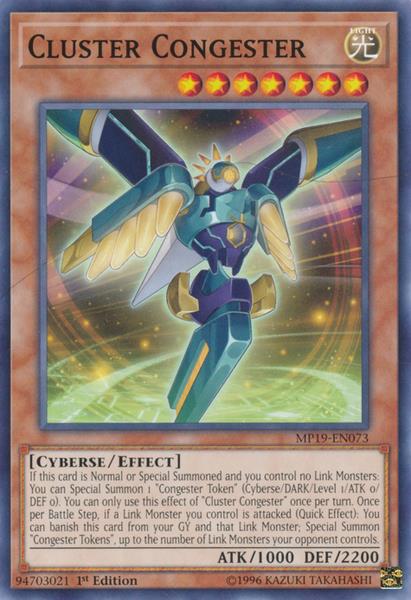 CLUSTER CONGESTER
LIGHT
光
MP19-EN073
[CYBERSE/EFFECT]
If this card is Normal or Special Summoned and you control no Link Monsters:
You can Special Summon 1 "Congester Token" (Cyberse/DARK/Level 1/ATK 0/
DEF 0). You can only use this effect of "Cluster Congester" once per turn. Once
per Battle Step, if a Link Monster you control is attacked (Quick Effect): You
can banish this card from your GY and that Link Monster; Special Summon
"Congester Tokens", up to the number of Link Monsters your opponent controls.
ATK/1000 DEF/2200
94703021 1st Edition ©1996 KAZUKI TAKAHASHI